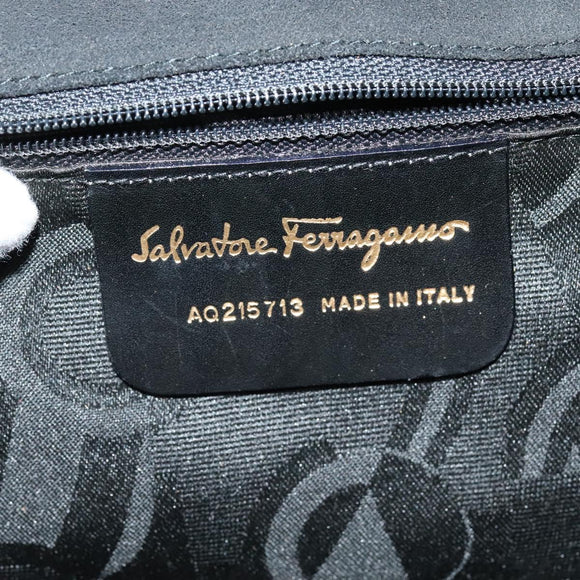 Salvatore Ferragamo
AQ215713 MADE IN ITALY